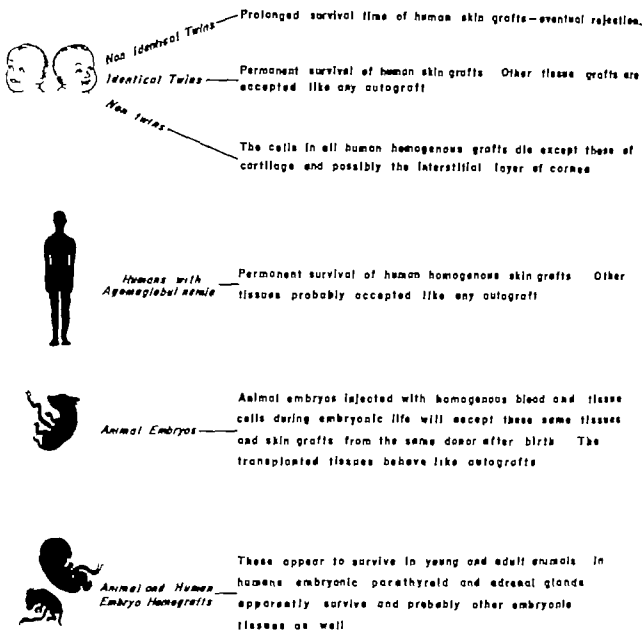 Non Identical Twins
Prolonged survival time of human skin grafts—eventual rejection.
Identical Twins
Permanent survival of human skin grafts Other tissue grafts are
accepted like any autograft
Non twins
The cells in all human homogenous grafts die except those of
cartilage and possibly the interstitial layer of cornea
Humans with
Agamaglobulinemia
Permanent survival of human homogenous skin grafts Other
tissues probably accepted like any autograft
Animal Embryos
Animal embryos injected with homogenous blood and tissue
cells during embryonic life will accept these same tissues
and skin grafts from the same donor after birth The
transplanted tissues behave like autografts
Animal and Human
Embryo Homografts
These appear to survive in young and adult animals In
humans embryonic parathyroid and adrenal glands
apparently survive and probably other embryonic
tissues as well